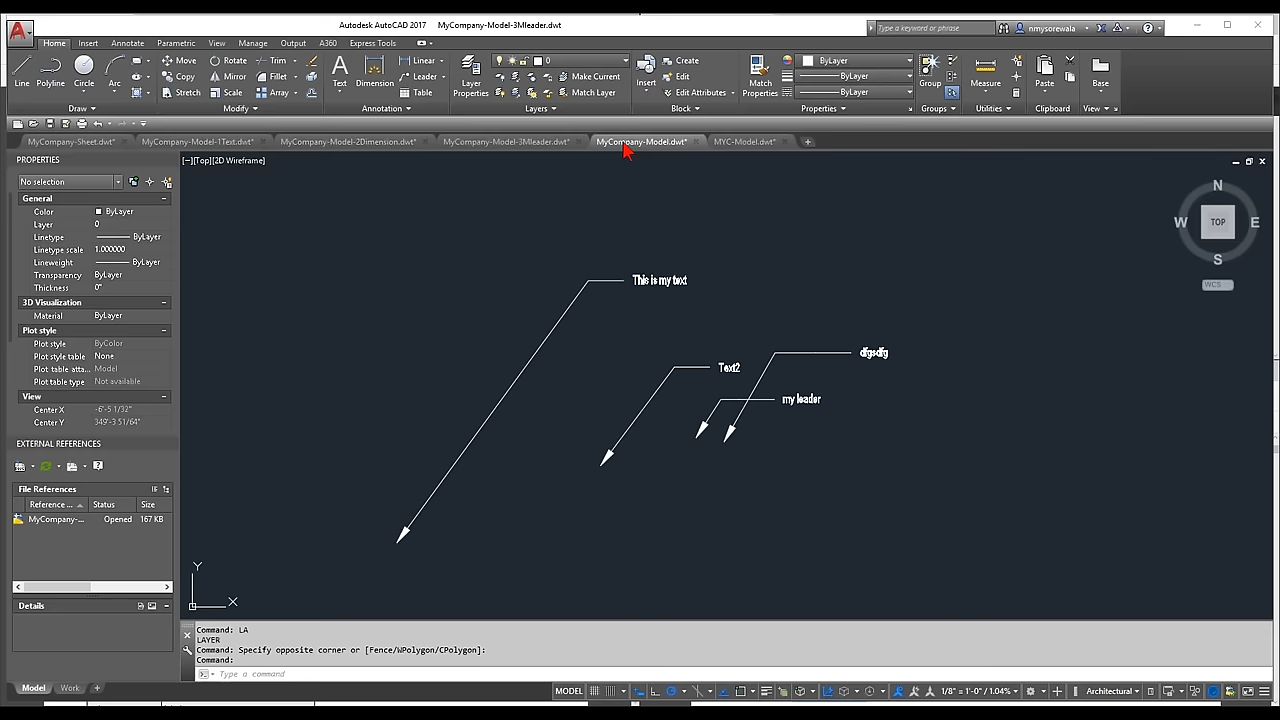 Autodesk AutoCAD 2017 MyCompany-Model-3Mleader.dwt
Type a keyword or phrase
nmysorewala
Home Insert Annotate Parametric View Manage Output A360 Express Tools
Line Polyline Circle Arc
Move Rotate Trim
Copy Mirror Fillet
Stretch Scale Array
Text Dimension
Linear
Leader
Table
Layer Properties
0
Make Current
Match Layer
Insert
Create
Edit
Edit Attributes
Match Properties
ByLayer
ByLayer
ByLayer
Group
Measure
Paste
Base
Draw Modify Annotation Layers Block Properties Groups Utilities Clipboard View
MyCompany-Sheet.dwt* MyCompany-Model-1Text.dwt* MyCompany-Model-2Dimension.dwt* MyCompany-Model-3Mleader.dwt* MyCompany-Model.dwt* MYC-Model.dwt*
PROPERTIES
[−][Top][2D Wireframe]
No selection
General
Color ByLayer
Layer 0
Linetype ByLayer
Linetype scale 1.000000
Lineweight ByLayer
Transparency ByLayer
Thickness 0"
3D Visualization
Material ByLayer
Plot style
Plot style ByColor
Plot style table None
Plot table atta... Model
Plot table type Not available
View
Center X -6'-5 1/32"
Center Y 349'-3 51/64"
EXTERNAL REFERENCES
File References
Reference ... Status Size
MyCompany-... Opened 167 KB
Details
N
W TOP E
S
WCS
This is my text
dfgsdfg
Text2
my leader
Y
X
Command: LA
LAYER
Command: Specify opposite corner or [Fence/WPolygon/CPolygon]:
Command:
Type a command
Model Work
MODEL 1/8" = 1'-0" / 1.04% Architectural